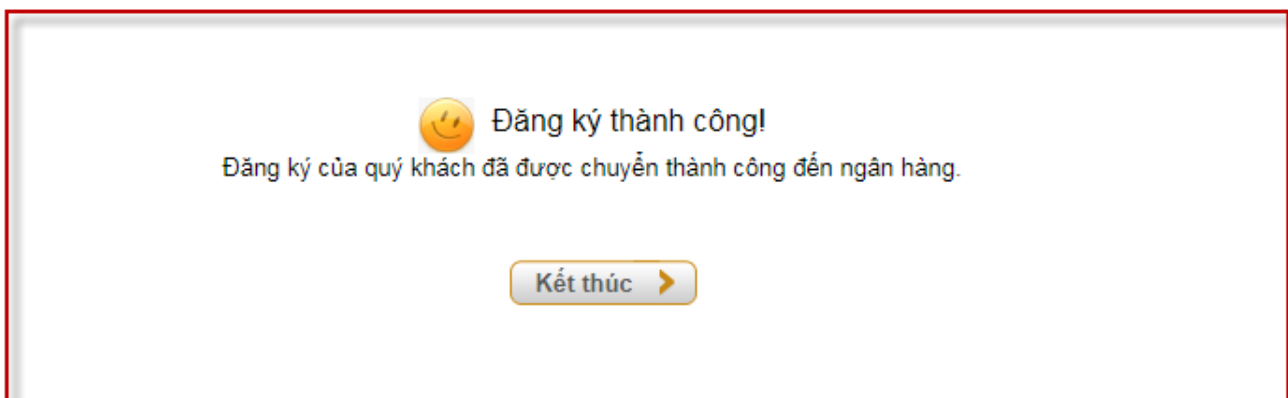 Đăng ký thành công!
Đăng ký của quý khách đã được chuyển thành công đến ngân hàng.
Kết thúc